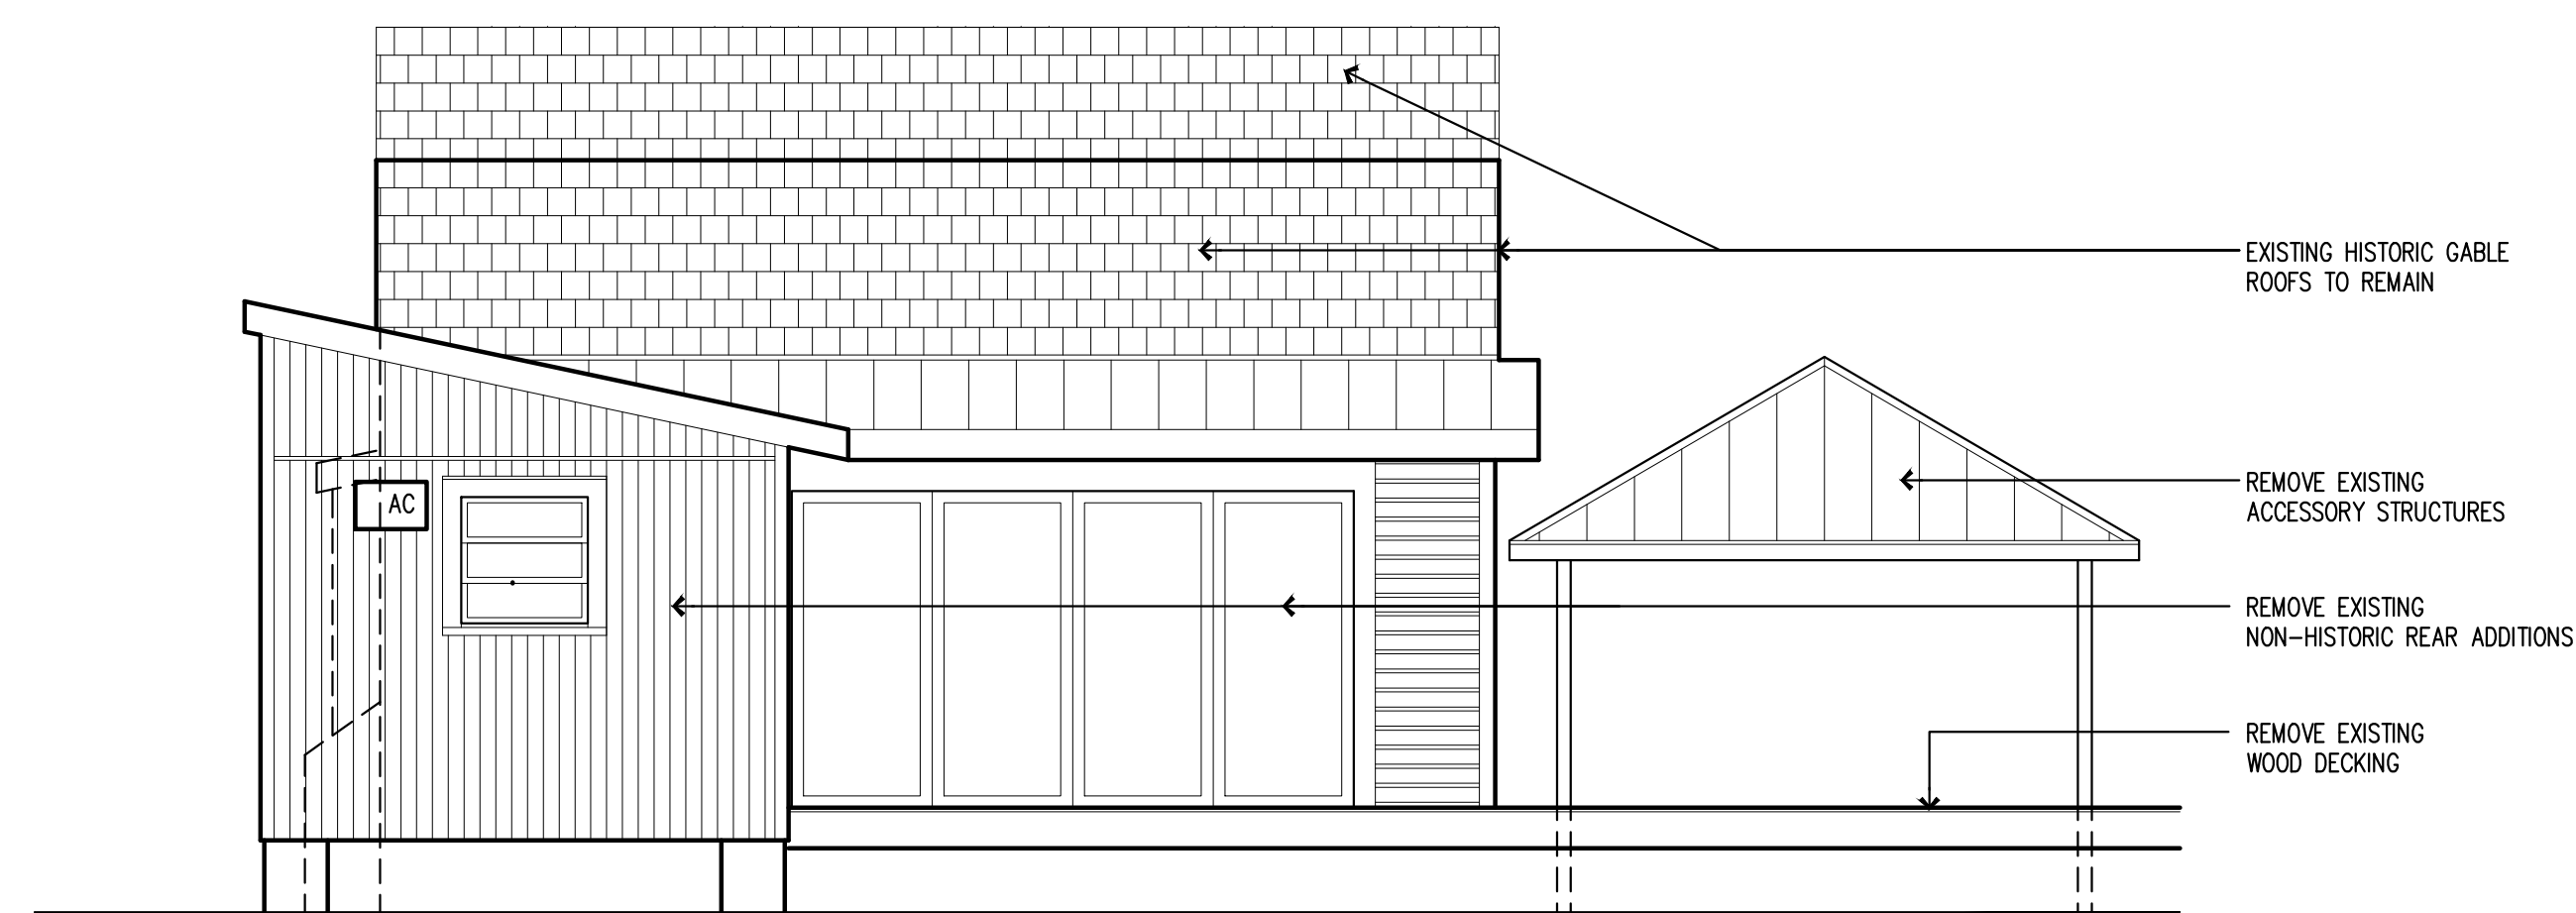 EXISTING HISTORIC GABLE
ROOFS TO REMAIN
REMOVE EXISTING
ACCESSORY STRUCTURES
AC
REMOVE EXISTING
NON-HISTORIC REAR ADDITIONS
REMOVE EXISTING
WOOD DECKING